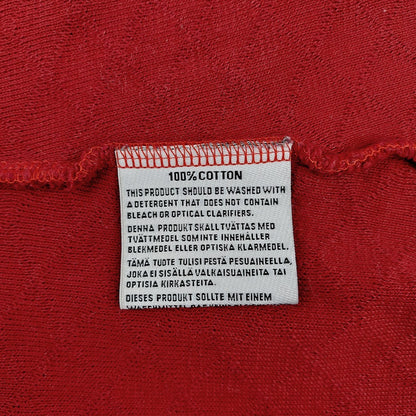 100% COTTON
THIS PRODUCT SHOULD BE WASHED WITH
A DETERGENT THAT DOES NOT CONTAIN
BLEACH OR OPTICAL CLARIFIERS.
DENNA PRODUKT SKALL TVÄTTAS MED
TVÄTTMEDEL SOM INTE INNEHÅLLER
BLEKMEDEL ELLER OPTISKA KLARMEDEL.
TÄMÄ TUOTE TULISI PESTÄ PESUAINEELLA,
JOKA EI SISÄLLÄ VALKAISUAINEITA TAI
OPTISIA KIRKASTEITA.
DIESES PRODUKT SOLLTE MIT EINEM